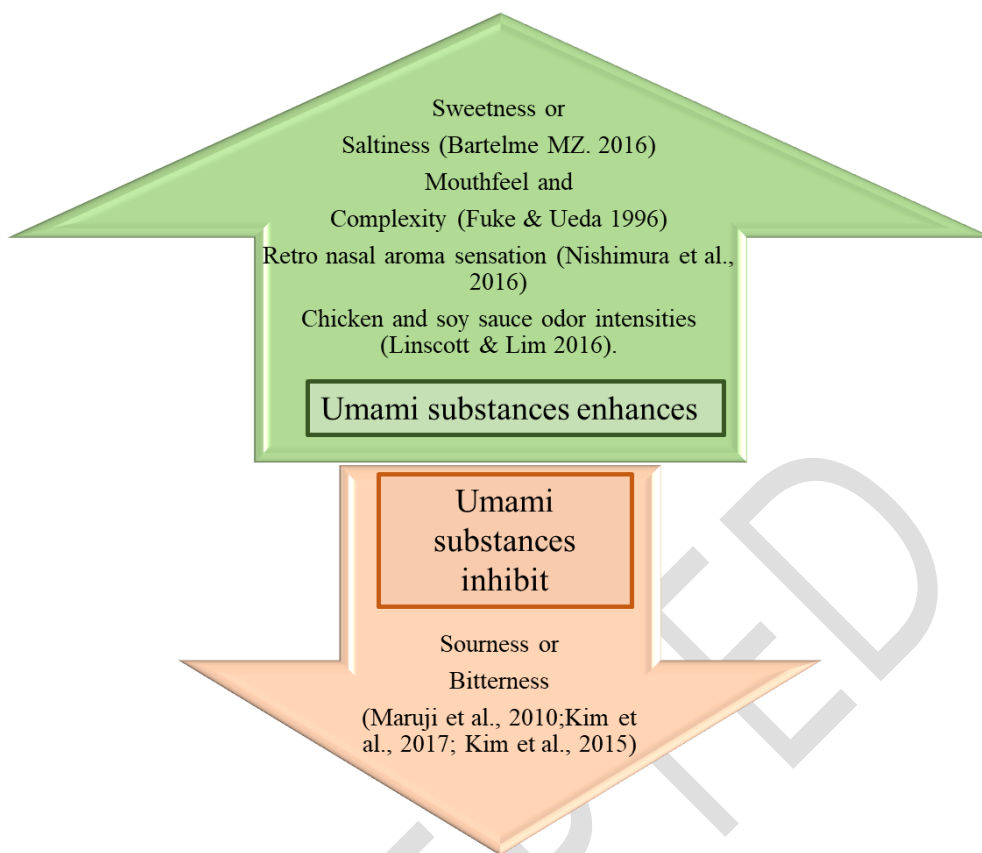 Sweetness or
Saltiness (Bartelme MZ. 2016)
Mouthfeel and
Complexity (Fuke & Ueda 1996)
Retro nasal aroma sensation (Nishimura et al.,
2016)
Chicken and soy sauce odor intensities
(Linscott & Lim 2016).
Umami substances enhances
Umami
substances
inhibit
Sourness or
Bitterness
(Maruji et al., 2010;Kim et
al., 2017; Kim et al., 2015)